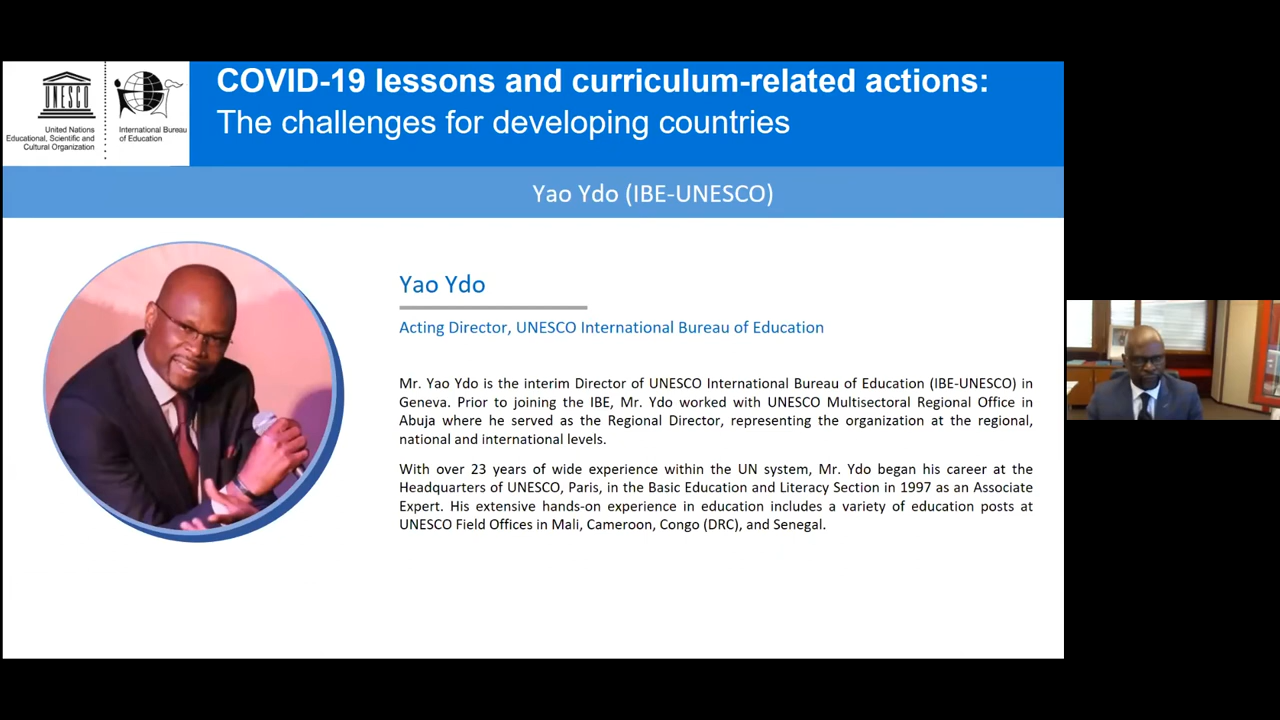 COVID-19 lessons and curriculum-related actions:
The challenges for developing countries
UNESCO
United Nations
Educational, Scientific and
Cultural Organization
International Bureau
of Education
Yao Ydo (IBE-UNESCO)
Yao Ydo
Acting Director, UNESCO International Bureau of Education
Mr. Yao Ydo is the interim Director of UNESCO International Bureau of Education (IBE-UNESCO) in
Geneva. Prior to joining the IBE, Mr. Ydo worked with UNESCO Multisectoral Regional Office in
Abuja where he served as the Regional Director, representing the organization at the regional,
national and international levels.
With over 23 years of wide experience within the UN system, Mr. Ydo began his career at the
Headquarters of UNESCO, Paris, in the Basic Education and Literacy Section in 1997 as an Associate
Expert. His extensive hands-on experience in education includes a variety of education posts at
UNESCO Field Offices in Mali, Cameroon, Congo (DRC), and Senegal.